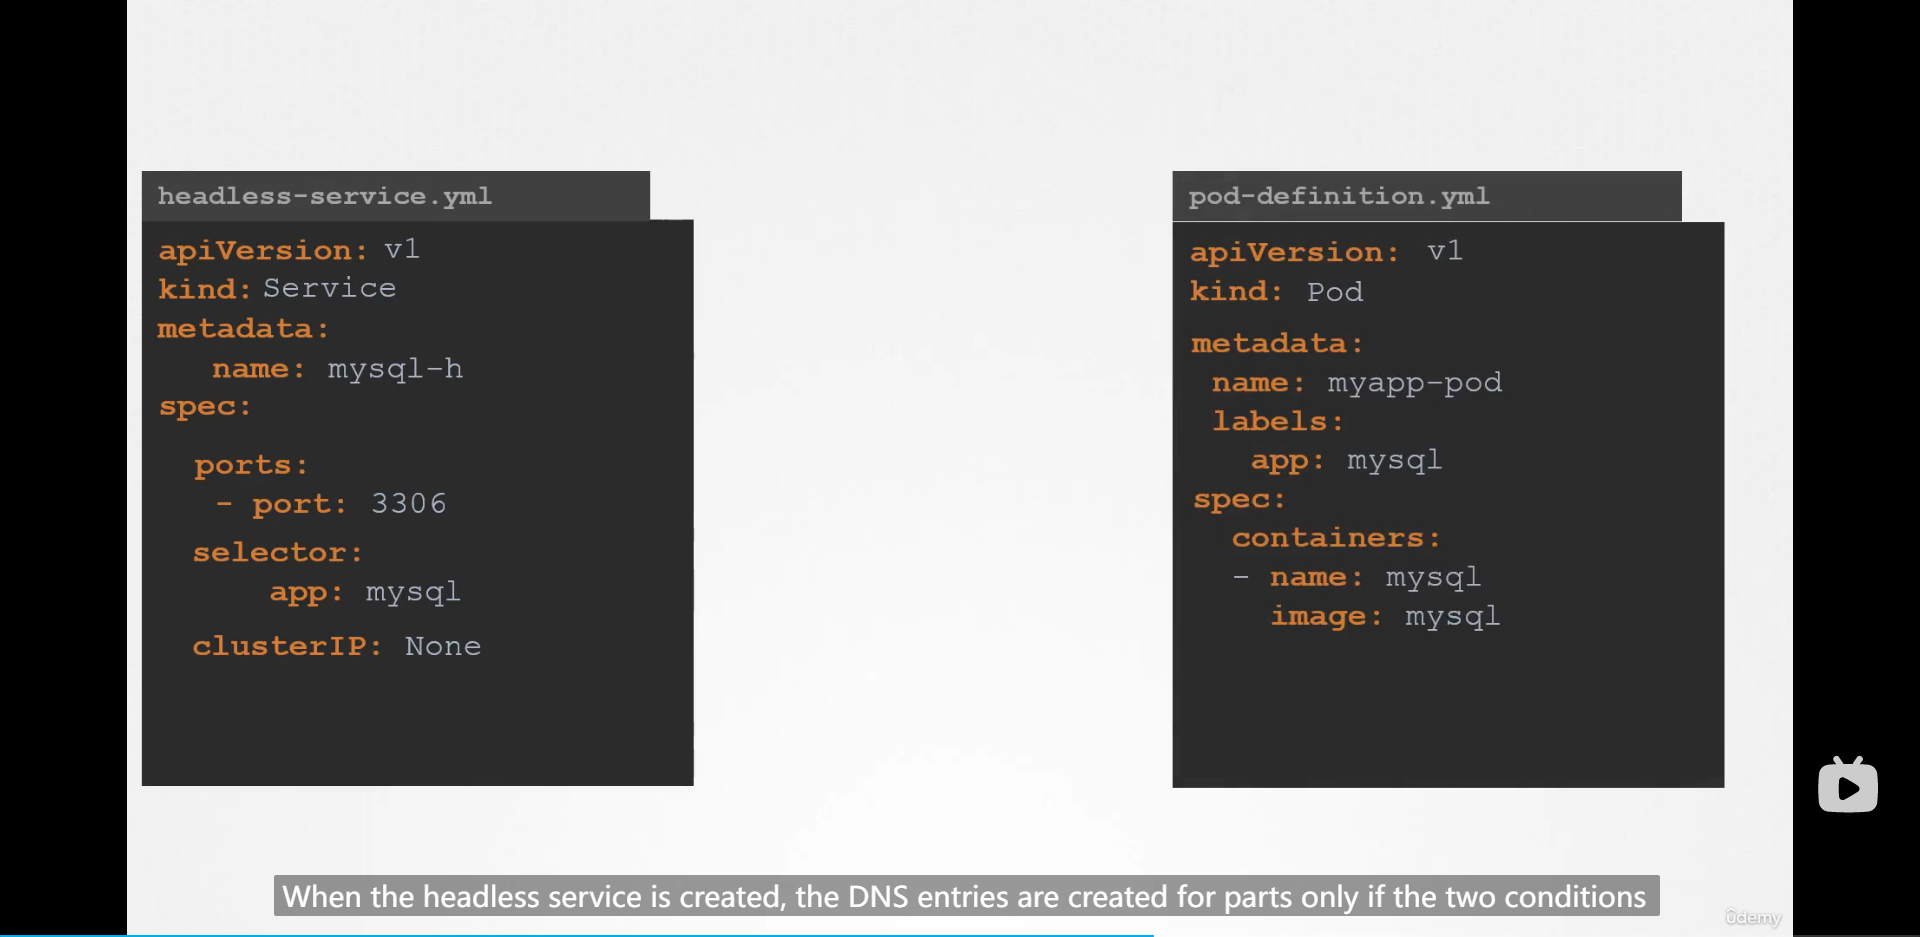 headless-service.yml
apiVersion: v1
kind: Service
metadata:
name: mysql-h
spec:
ports:
- port: 3306
selector:
app: mysql
clusterIP: None
pod-definition.yml
apiVersion: v1
kind: Pod
metadata:
name: myapp-pod
labels:
app: mysql
spec:
containers:
- name: mysql
image: mysql
When the headless service is created, the DNS entries are created for parts only if the two conditions
ûdemy